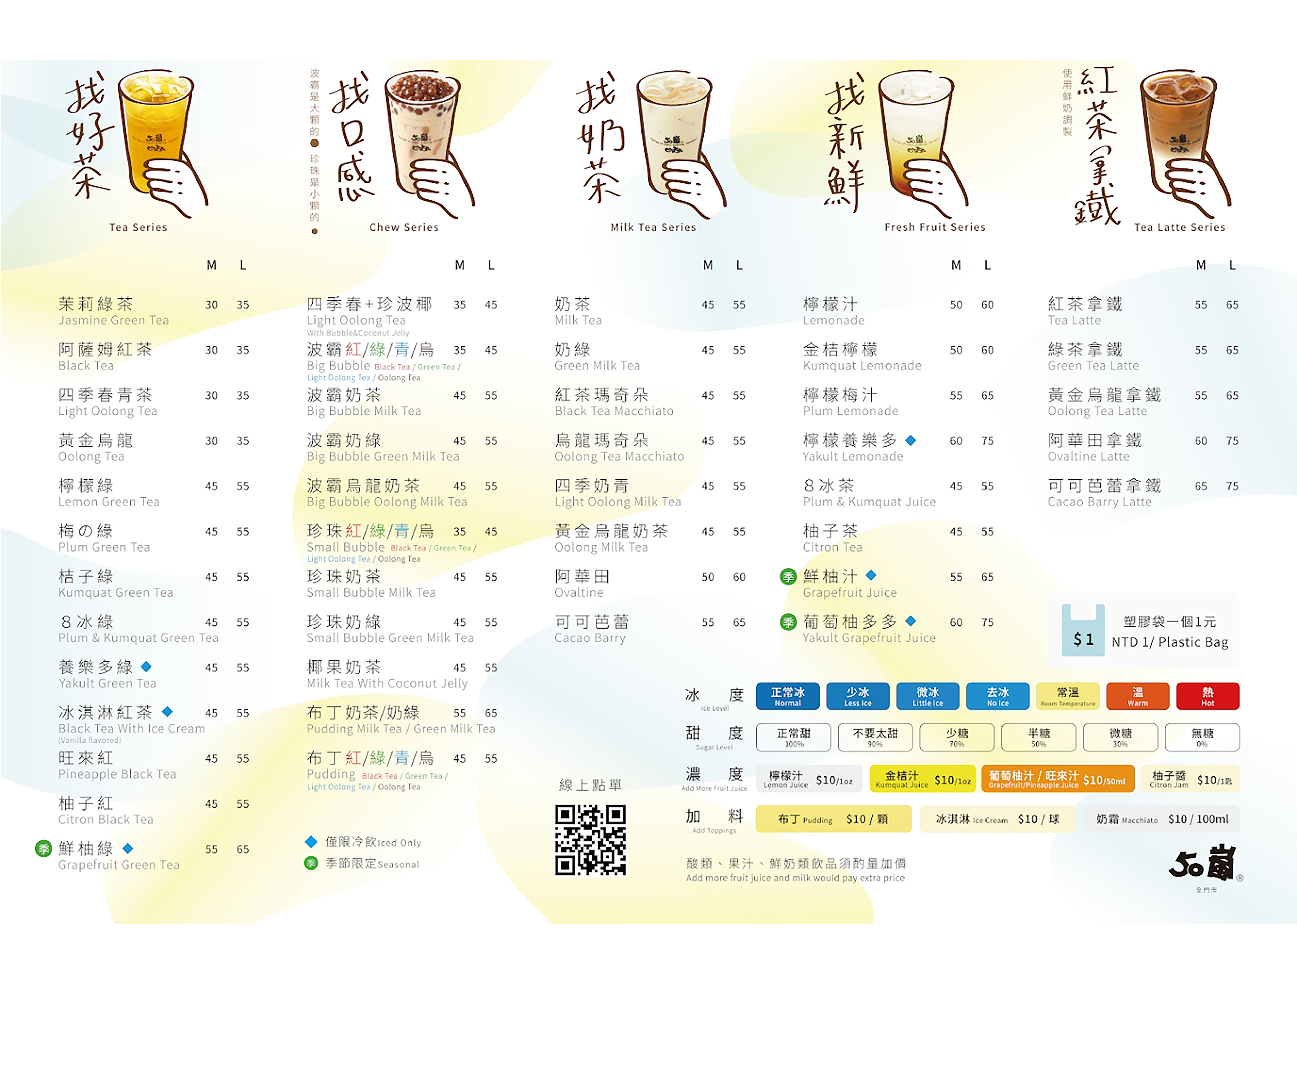 找好茶
Tea Series
M L
茉莉綠茶 30 35
Jasmine Green Tea
阿薩姆紅茶 30 35
Black Tea
四季春青茶 30 35
Light Oolong Tea
黃金烏龍 30 35
Oolong Tea
檸檬綠 45 55
Lemon Green Tea
梅の綠 45 55
Plum Green Tea
桔子綠 45 55
Kumquat Green Tea
8冰綠 45 55
Plum & Kumquat Green Tea
養樂多綠 45 55
Yakult Green Tea
冰淇淋紅茶 45 55
Black Tea With Ice Cream
(Vanilla flavored)
旺來紅 45 55
Pineapple Black Tea
柚子紅 45 55
Citron Black Tea
季 鮮柚綠 55 65
Grapefruit Green Tea
波霸是大顆的 珍珠是小顆的
找口感
Chew Series
M L
四季春+珍波椰 35 45
Light Oolong Tea
With Bubble&Coconut Jelly
波霸紅/綠/青/烏 35 45
Big Bubble Black Tea / Green Tea /
Light Oolong Tea / Oolong Tea
波霸奶茶 45 55
Big Bubble Milk Tea
波霸奶綠 45 55
Big Bubble Green Milk Tea
波霸烏龍奶茶 45 55
Big Bubble Oolong Milk Tea
珍珠紅/綠/青/烏 35 45
Small Bubble Black Tea / Green Tea /
Light Oolong Tea / Oolong Tea
珍珠奶茶 45 55
Small Bubble Milk Tea
珍珠奶綠 45 55
Small Bubble Green Milk Tea
椰果奶茶 45 55
Milk Tea With Coconut Jelly
布丁奶茶/奶綠 55 65
Pudding Milk Tea / Green Milk Tea
布丁紅/綠/青/烏 45 55
Pudding Black Tea / Green Tea /
Light Oolong Tea / Oolong Tea
僅限冷飲Iced Only
季 季節限定Seasonal
找奶茶
Milk Tea Series
M L
奶茶 45 55
Milk Tea
奶綠 45 55
Green Milk Tea
紅茶瑪奇朵 45 55
Black Tea Macchiato
烏龍瑪奇朵 45 55
Oolong Tea Macchiato
四季奶青 45 55
Light Oolong Milk Tea
黃金烏龍奶茶 45 55
Oolong Milk Tea
阿華田 50 60
Ovaltine
可可芭蕾 55 65
Cacao Barry
線上點單
找新鮮
Fresh Fruit Series
M L
檸檬汁 50 60
Lemonade
金桔檸檬 50 60
Kumquat Lemonade
檸檬梅汁 55 65
Plum Lemonade
檸檬養樂多 60 75
Yakult Lemonade
8冰茶 45 55
Plum & Kumquat Juice
柚子茶 45 55
Citron Tea
季 鮮柚汁 55 65
Grapefruit Juice
季 葡萄柚多多 60 75
Yakult Grapefruit Juice
使用鮮奶調製
紅茶拿鐵
Tea Latte Series
M L
紅茶拿鐵 55 65
Tea Latte
綠茶拿鐵 55 65
Green Tea Latte
黃金烏龍拿鐵 55 65
Oolong Tea Latte
阿華田拿鐵 60 75
Ovaltine Latte
可可芭蕾拿鐵 65 75
Cacao Barry Latte
$1
塑膠袋一個1元
NTD 1/ Plastic Bag
冰度 正常冰 少冰 微冰 去冰 常溫 溫 熱
Ice Level Normal Less Ice Little Ice No Ice Room Temperature Warm Hot
甜度 正常甜 不要太甜 少糖 半糖 微糖 無糖
Sugar Level 100% 90% 70% 50% 30% 0%
濃度 檸檬汁 $10/1oz 金桔汁 $10/1oz 葡萄柚汁 / 旺來汁 $10/50ml 柚子醬 $10/1匙
Add More Fruit Juice Lemon Juice Kumquat Juice Grapefruit/Pineapple Juice Citron Jam
加料 布丁 Pudding $10 / 顆 冰淇淋 Ice Cream $10 / 球 奶霜 Macchiato $10 / 100ml
Add Toppings
酸類、果汁、鮮奶類飲品須酌量加價
Add more fruit juice and milk would pay extra price
50嵐®
金門市